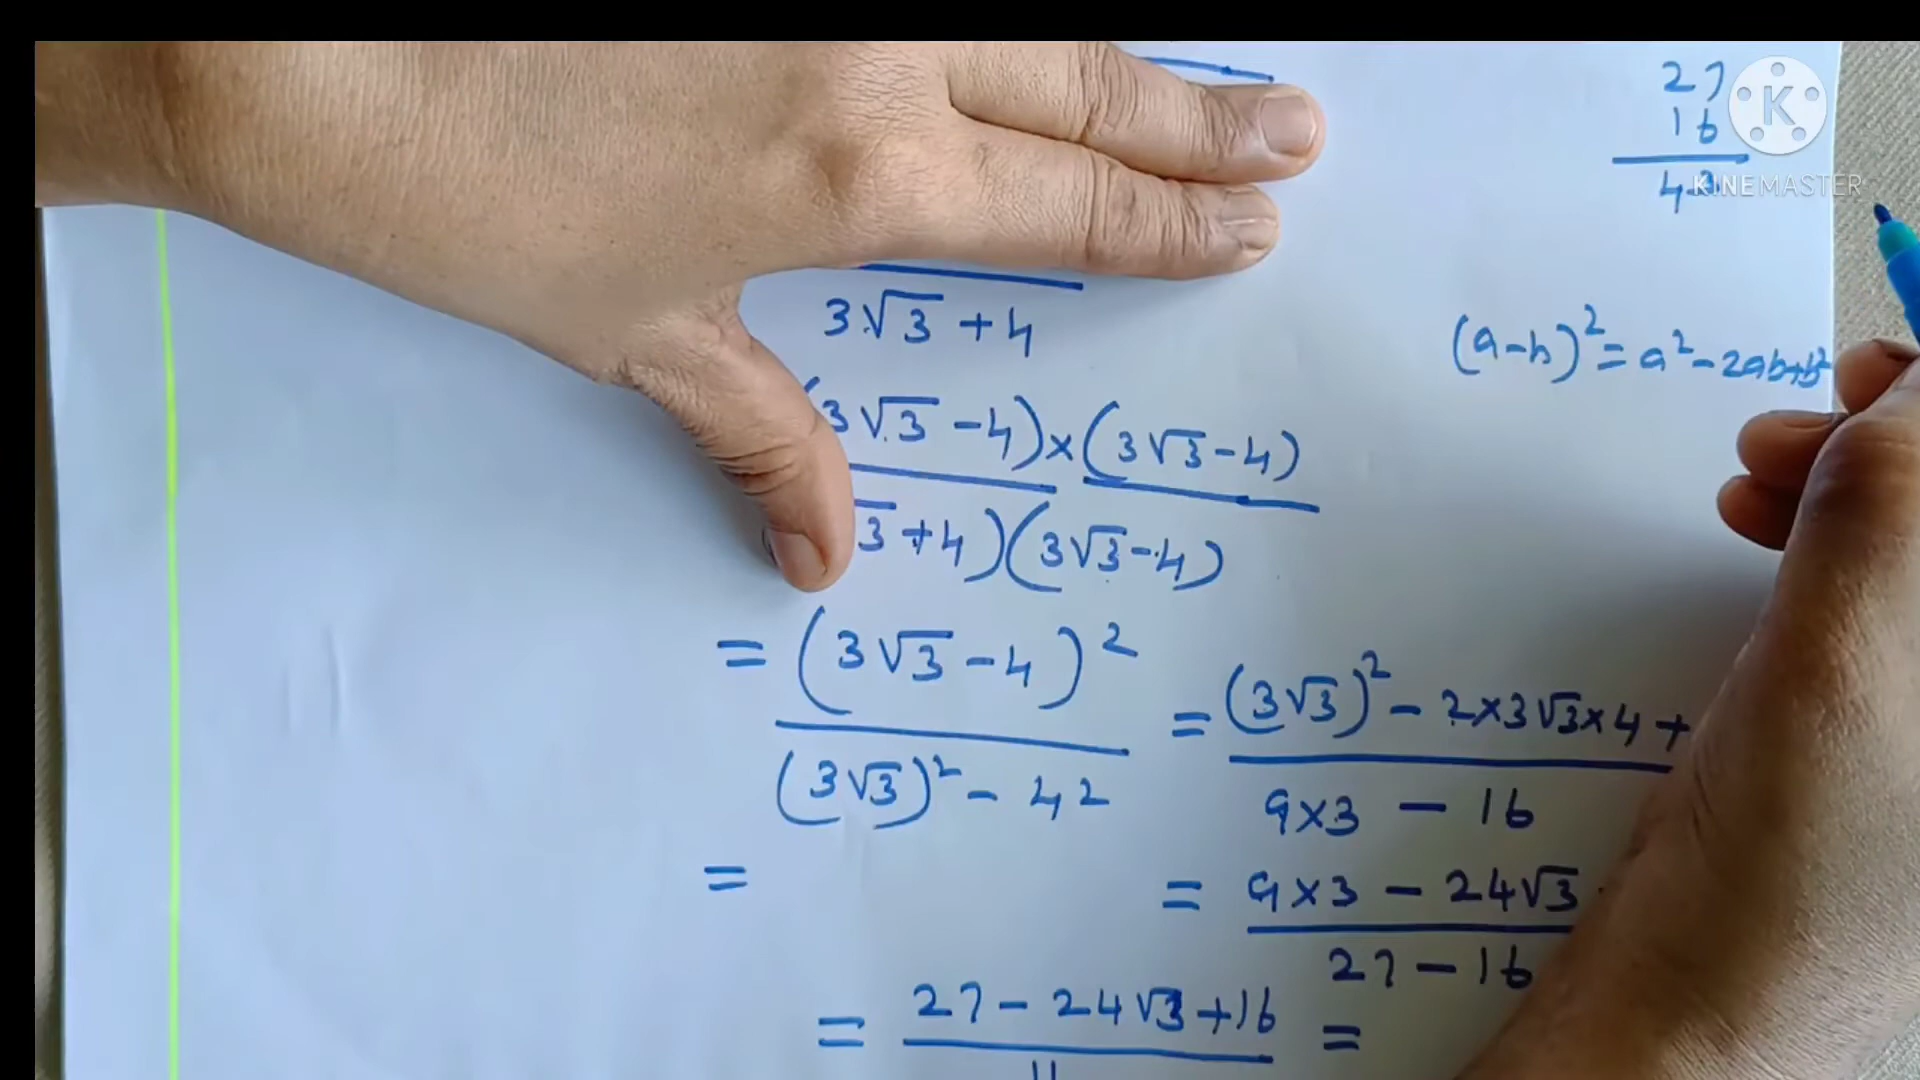 27
16
43
K
KINEMASTER
3√3 + 4
(a-b)² = a² - 2ab+b²
3√3 - 4) × (3√3 - 4)
√3 + 4) (3√3 - 4)
= (3√3 - 4)²
(3√3)² - 4²
= (3√3)² - 2×3√3×4 +
9×3 - 16
=
= 9×3 - 24√3
27 - 16
= 27 - 24√3 + 16 =
11